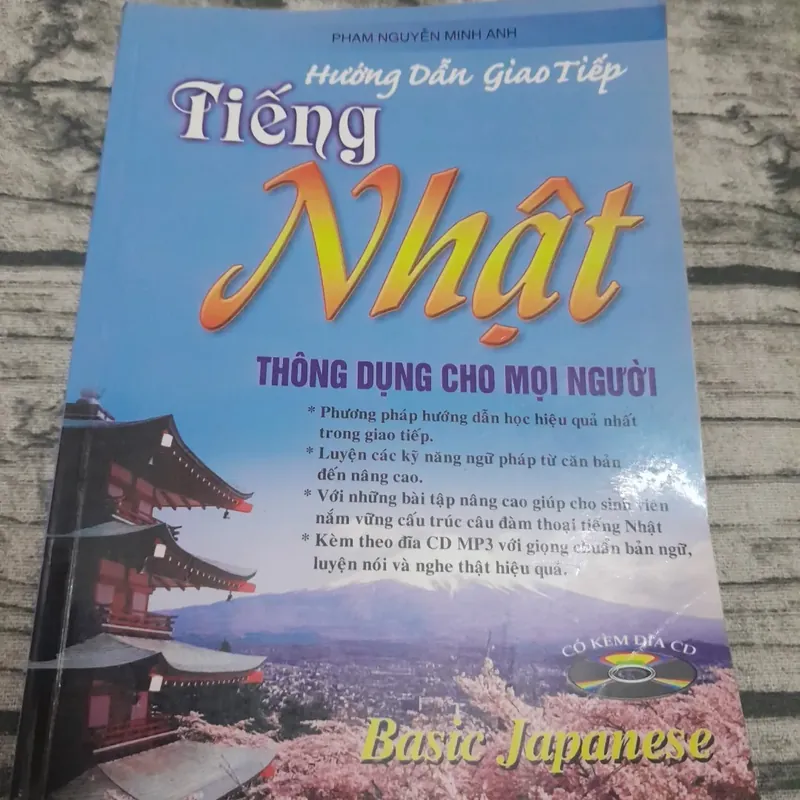 PHẠM NGUYỄN MINH ANH
Hướng Dẫn Giao Tiếp
Tiếng
Nhật
THÔNG DỤNG CHO MỌI NGƯỜI
* Phương pháp hướng dẫn học hiệu quả nhất
trong giao tiếp.
* Luyện các kỹ năng ngữ pháp từ căn bản
đến nâng cao.
* Với những bài tập nâng cao giúp cho sinh viên
nắm vững cấu trúc câu đàm thoại tiếng Nhật
* Kèm theo đĩa CD MP3 với giọng chuẩn bản ngữ,
luyện nói và nghe thật hiệu quả.
CÓ KÈM DĨA CD
Basic Japanese